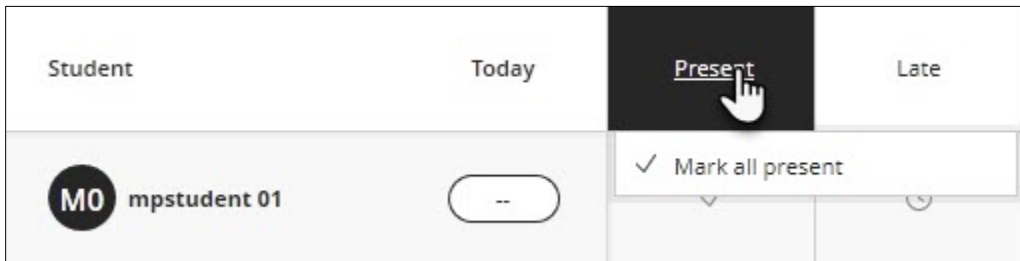 Student Today Present Late
Mark all present
M0 mpstudent 01 --